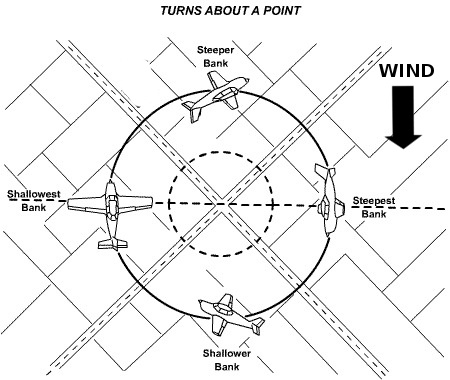 TURNS ABOUT A POINT
Steeper
Bank
WIND
Shallowest
Bank
Steepest
Bank
Shallower
Bank